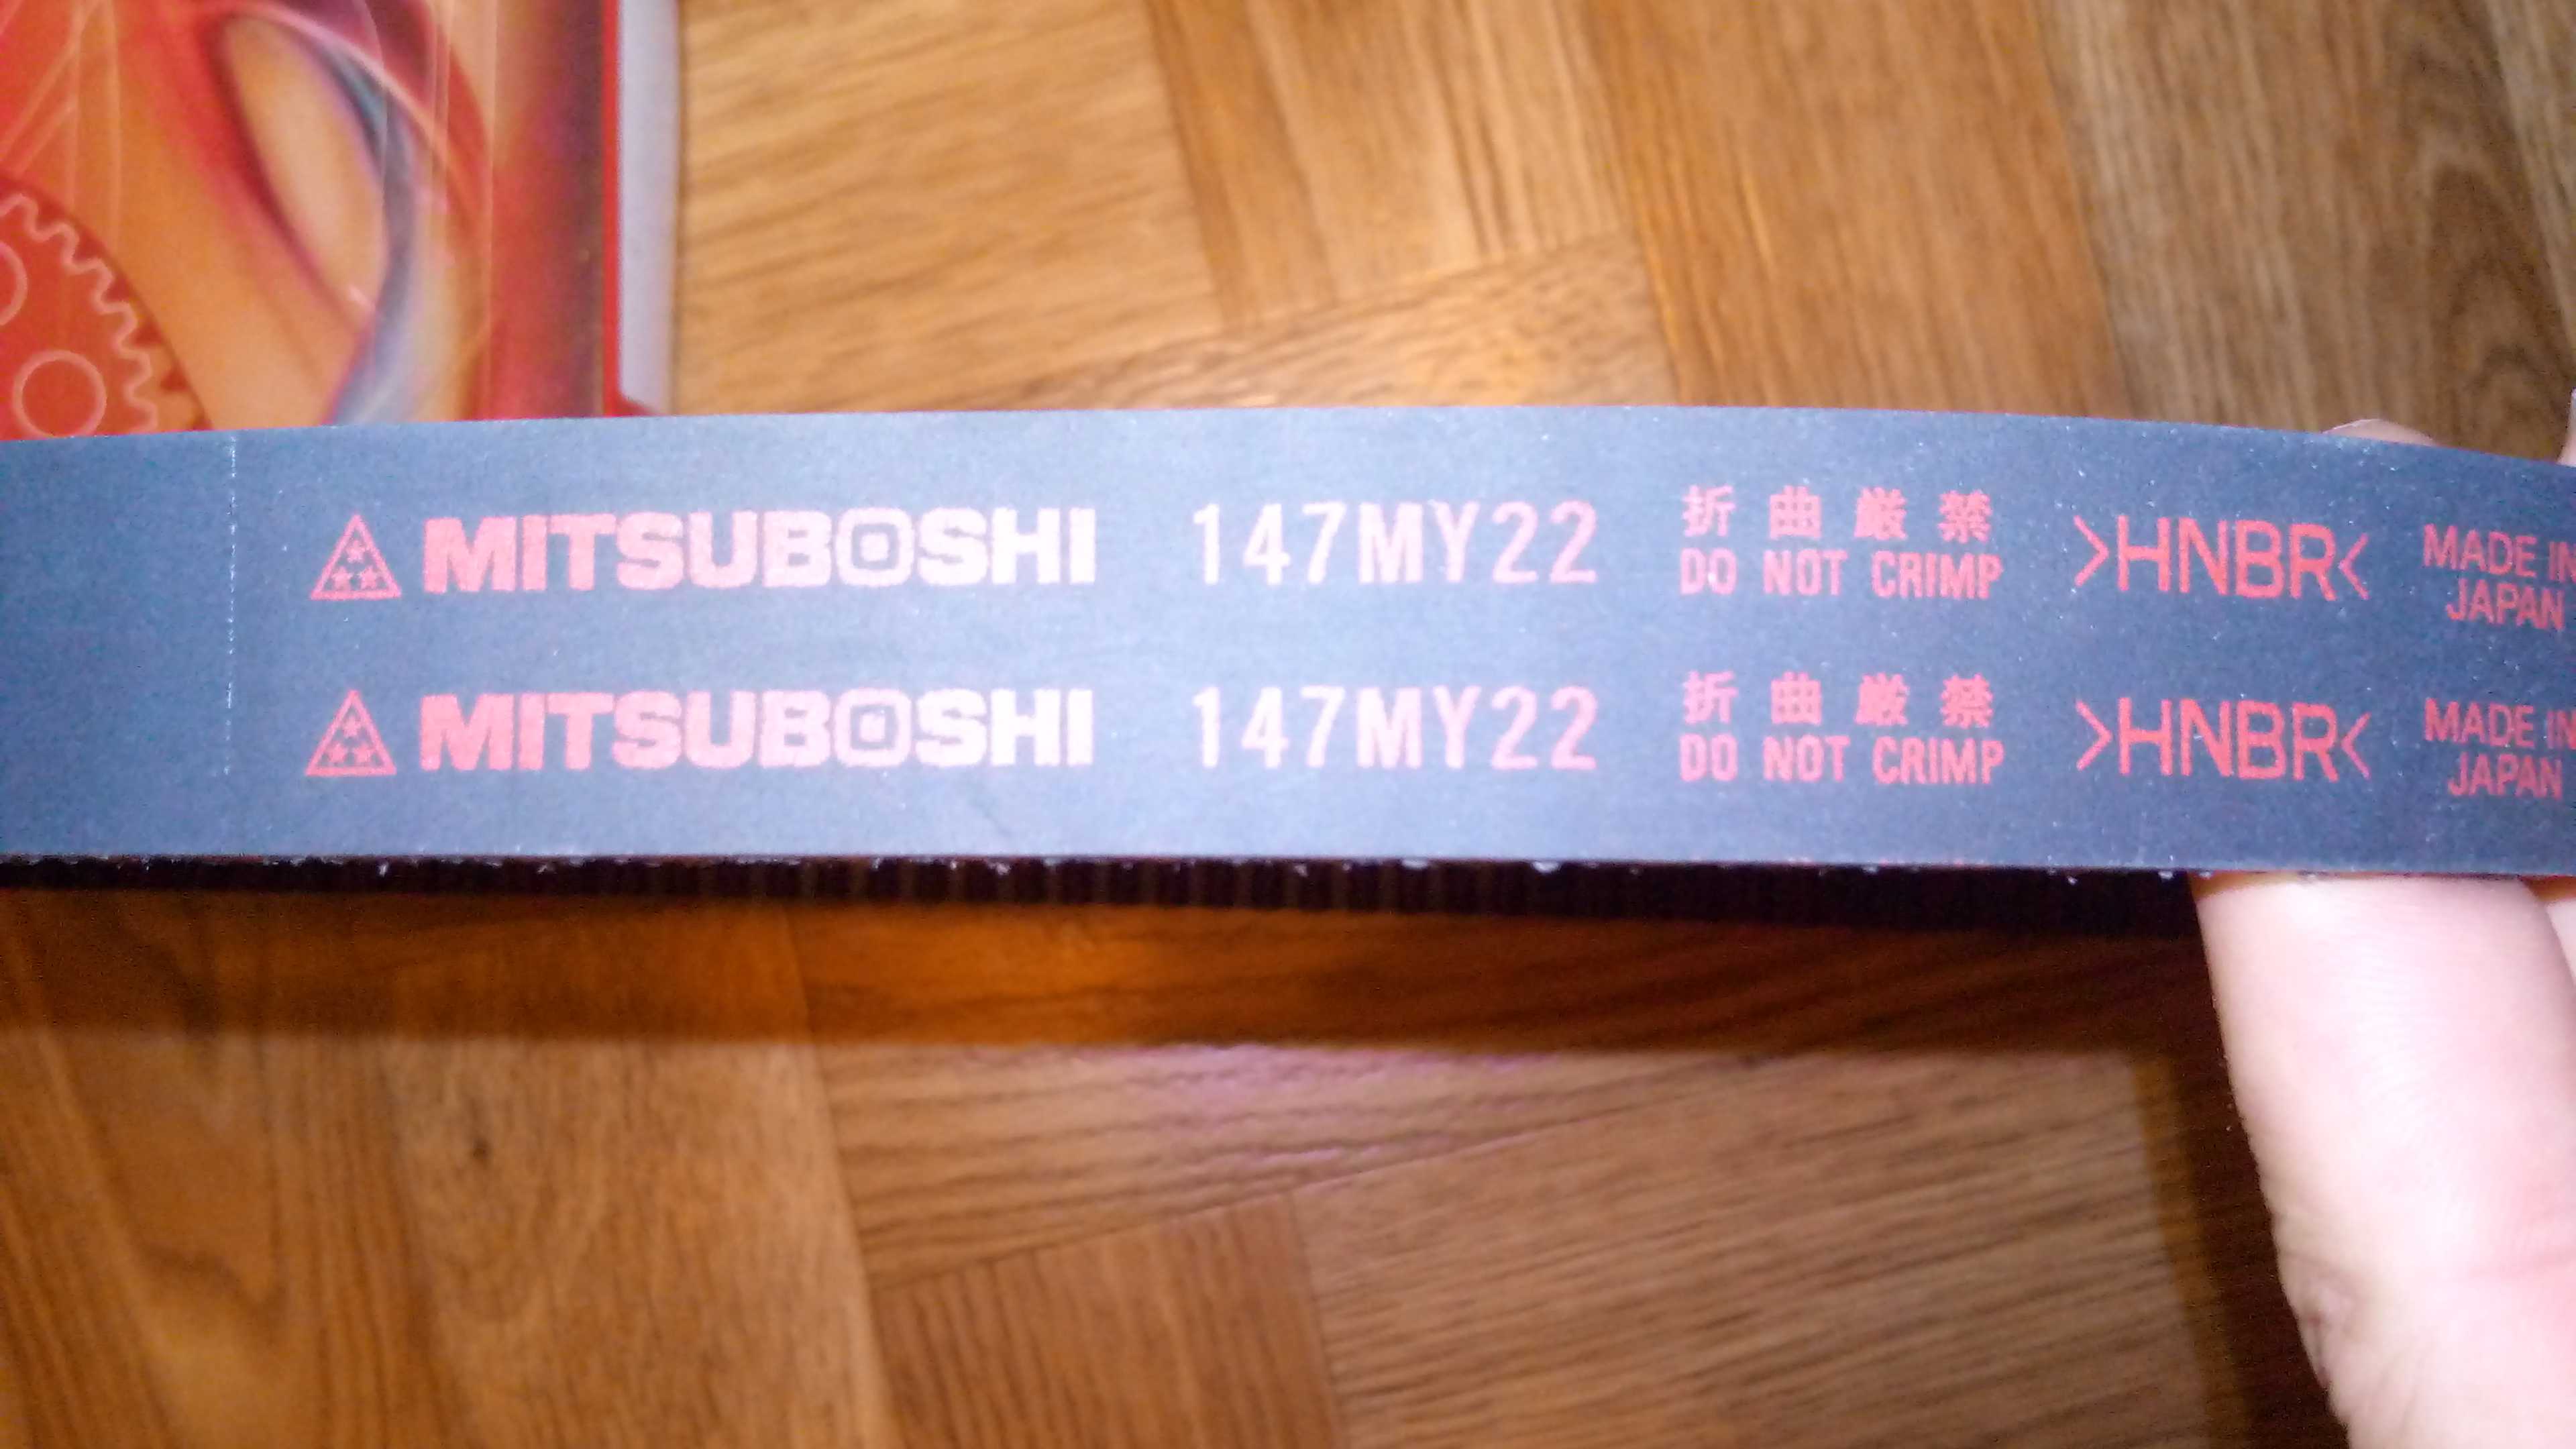 MITSUBOSHI 147MY22 折曲厳禁 DO NOT CRIMP >HNBR< MADE IN JAPAN
MITSUBOSHI 147MY22 折曲厳禁 DO NOT CRIMP >HNBR< MADE IN JAPAN